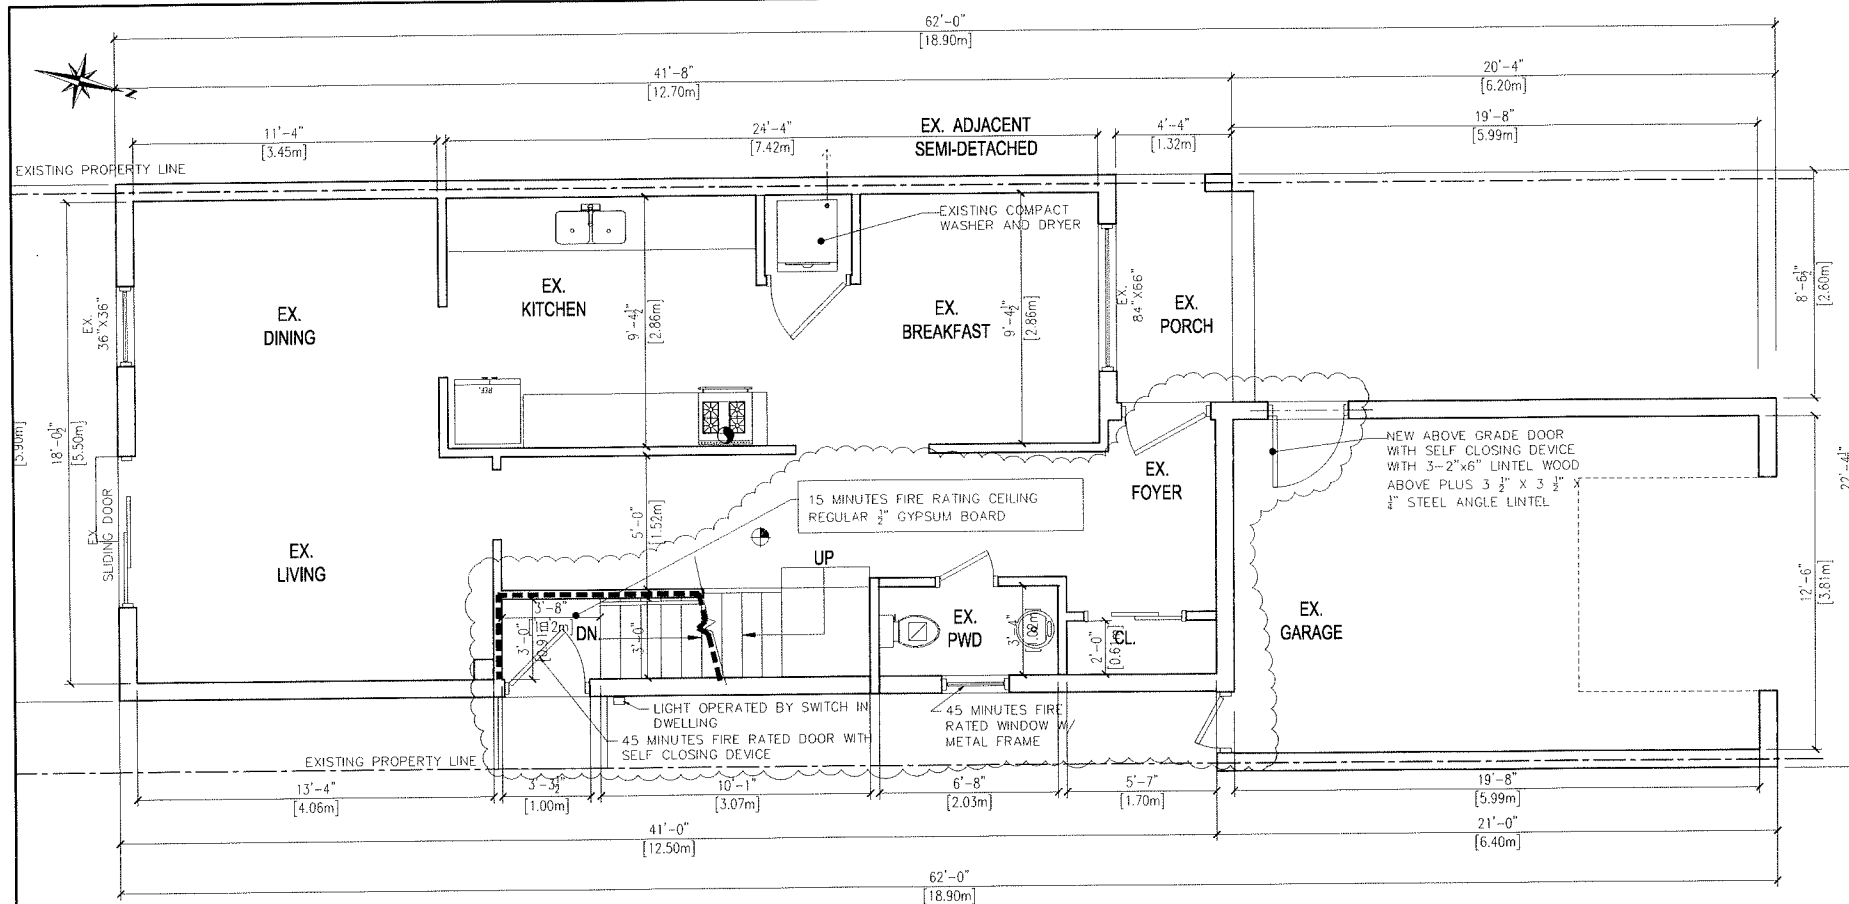 62'-0"
[18.90m]
41'-8"
[12.70m]
20'-4"
[6.20m]
11'-4"
[3.45m]
24'-4"
[7.42m]
EX. ADJACENT
SEMI-DETACHED
4'-4"
[1.32m]
19'-8"
[5.99m]
EXISTING PROPERTY LINE
N
EXISTING COMPACT
WASHER AND DRYER
EX.
KITCHEN
9'-4½"
[2.86m]
EX.
DINING
EX.
36"X36"
EX.
BREAKFAST
9'-4½"
[2.86m]
EX.
84"X66"
EX.
PORCH
8'-6½"
[2.60m]
REF.
[5.90m]
18'-0½"
[5.50m]
EX.
SLIDING DOOR
NEW ABOVE GRADE DOOR
WITH SELF CLOSING DEVICE
WITH 3-2"x6" LINTEL WOOD
ABOVE PLUS 3 ½" X 3 ½" X
¼" STEEL ANGLE LINTEL
EX.
FOYER
22'-4¼"
15 MINUTES FIRE RATING CEILING
REGULAR ½" GYPSUM BOARD
5'-0"
[1.52m]
EX.
LIVING
UP
3'-8"
3'-0"
DN.
3'-0"
EX.
PWD
3'-4"
2'-0"
CL.
EX.
GARAGE
12'-6"
[3.81m]
LIGHT OPERATED BY SWITCH IN
DWELLING
45 MINUTES FIRE RATED DOOR WITH
SELF CLOSING DEVICE
45 MINUTES FIRE
RATED WINDOW W/
METAL FRAME
EXISTING PROPERTY LINE
13'-4"
[4.06m]
3'-3½"
[1.00m]
10'-1"
[3.07m]
6'-8"
[2.03m]
5'-7"
[1.70m]
19'-8"
[5.99m]
41'-0"
[12.50m]
21'-0"
[6.40m]
62'-0"
[18.90m]